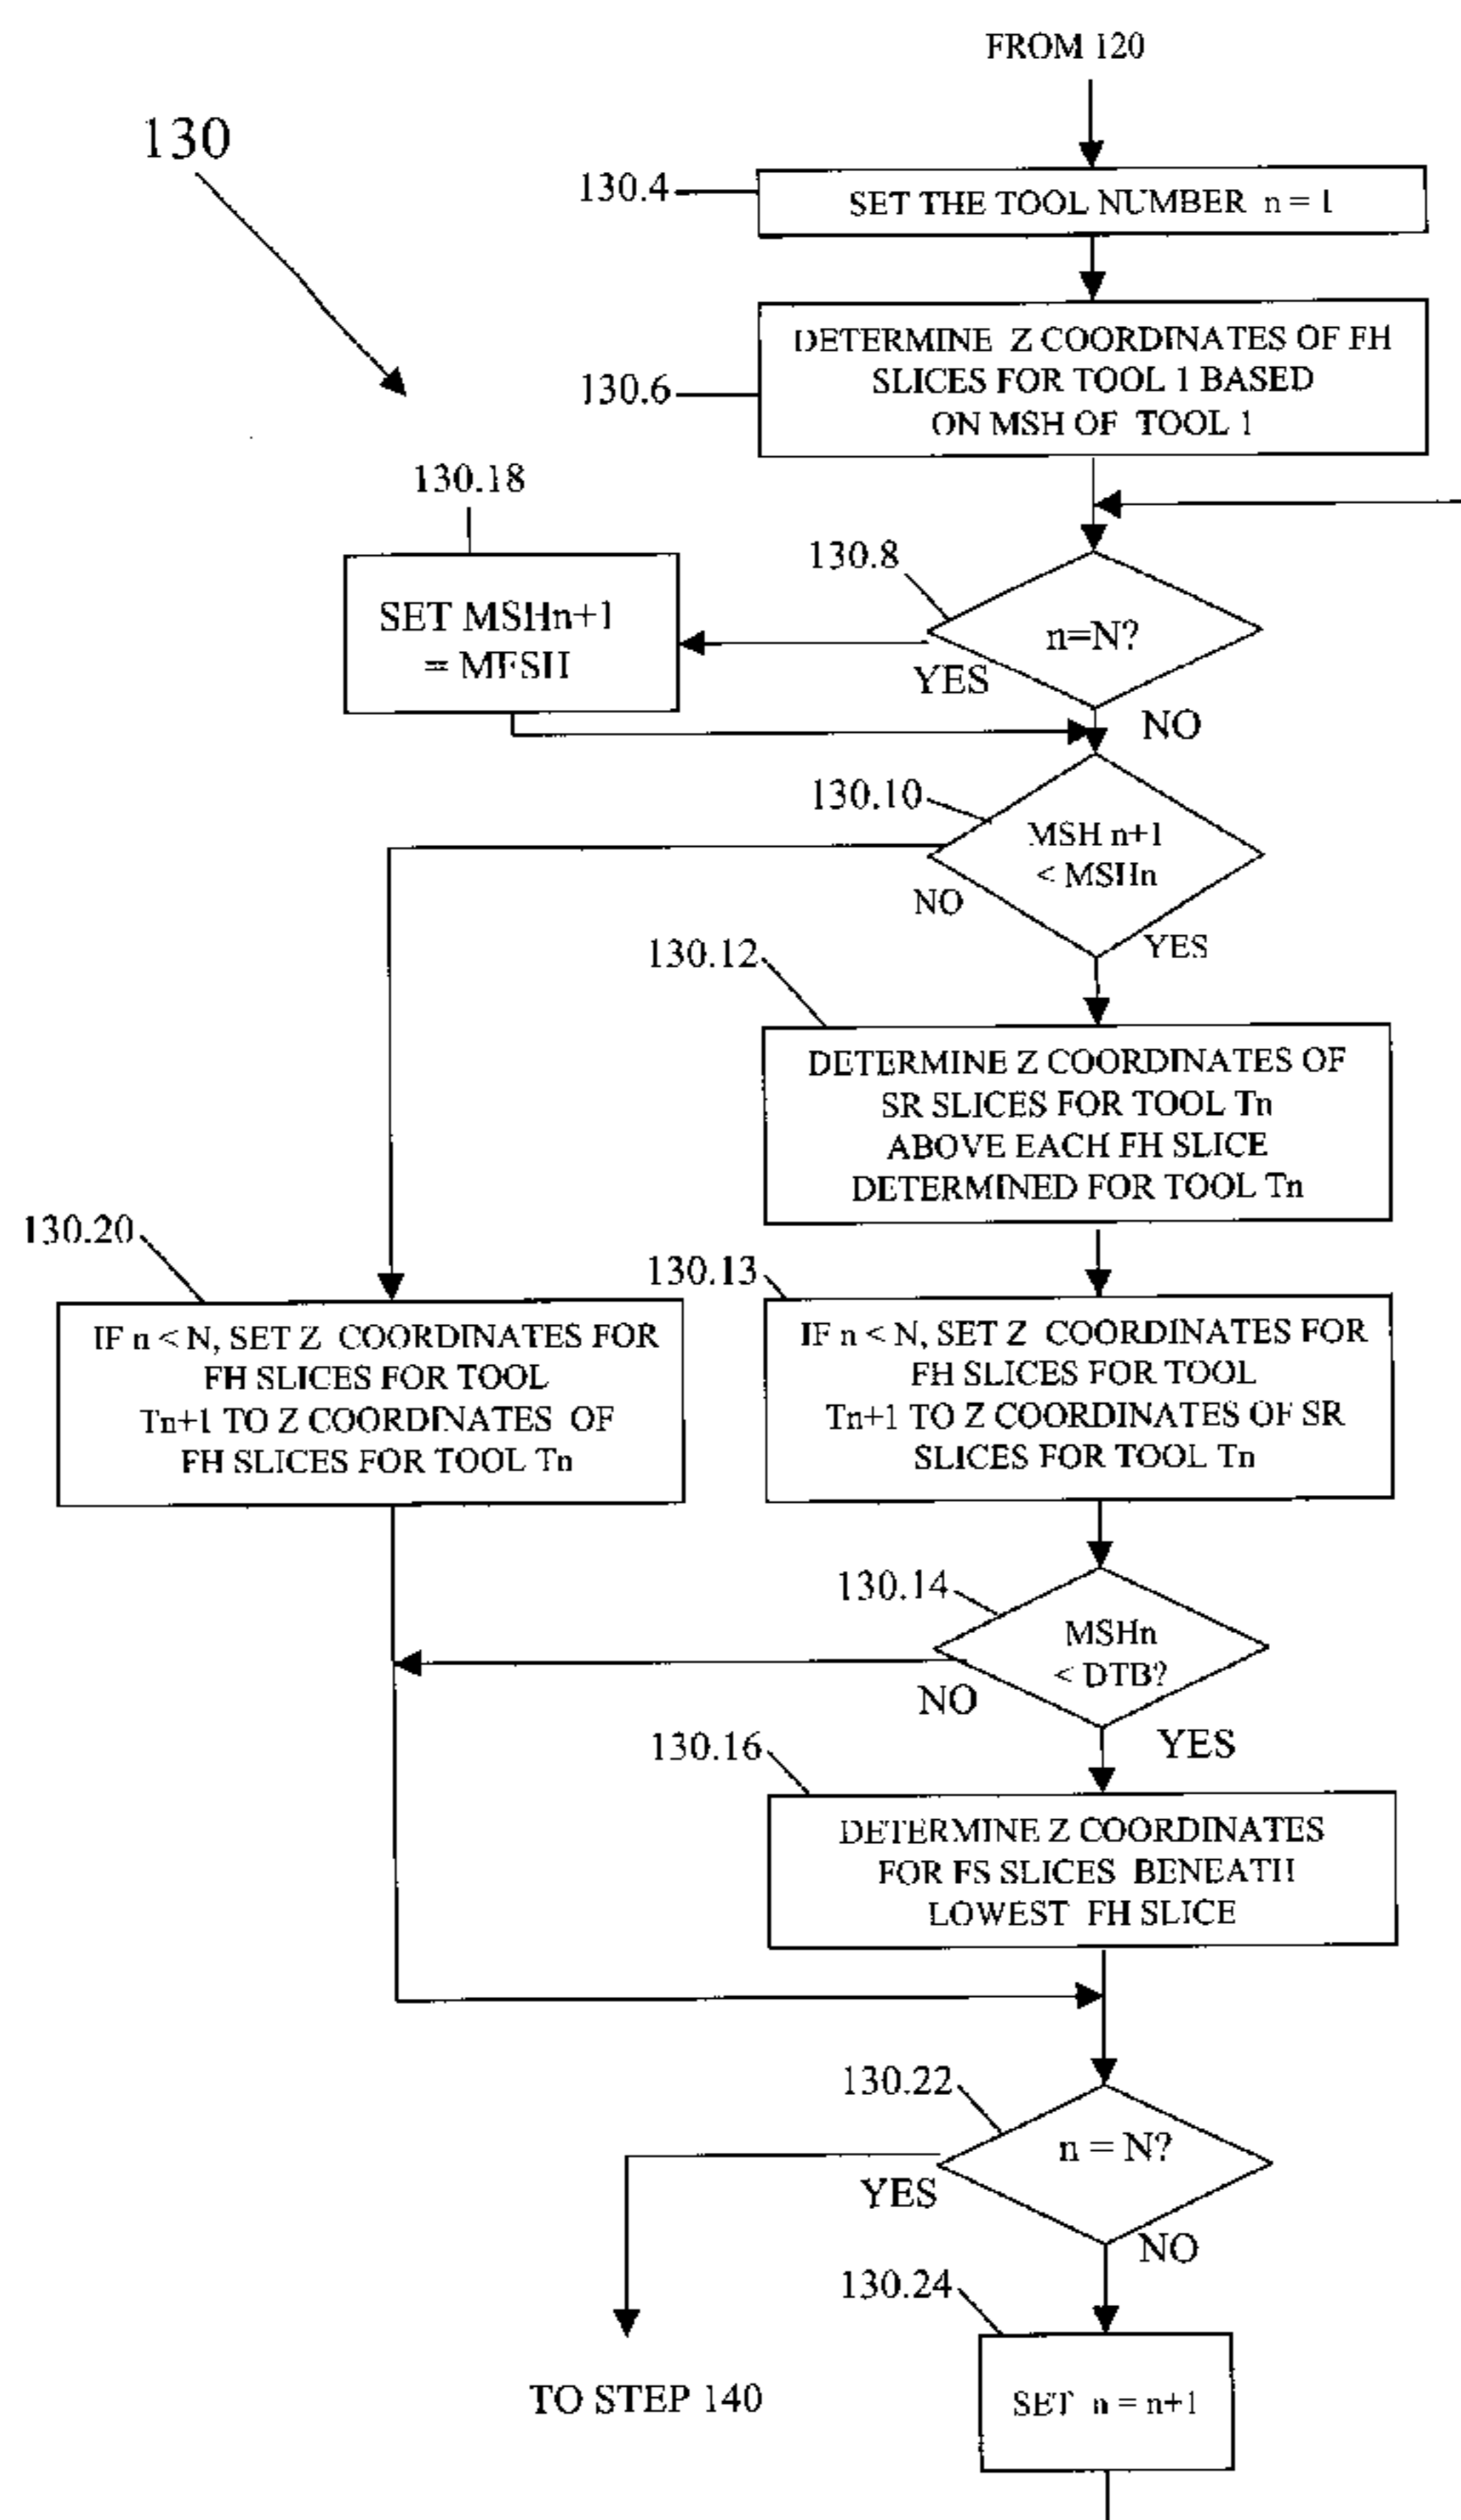 FROM 120
130
130.4
SET THE TOOL NUMBER n = 1
130.6
DETERMINE Z COORDINATES OF FH
SLICES FOR TOOL 1 BASED
ON MSH OF TOOL 1
130.18
SET MSHn+1
= MFSH
130.8
n=N?
YES
NO
130.10
MSH n+1
< MSHn
NO
YES
130.12
DETERMINE Z COORDINATES OF
SR SLICES FOR TOOL Tn
ABOVE EACH FH SLICE
DETERMINED FOR TOOL Tn
130.20
IF n < N, SET Z COORDINATES FOR
FH SLICES FOR TOOL
Tn+1 TO Z COORDINATES OF
FH SLICES FOR TOOL Tn
130.13
IF n < N, SET Z COORDINATES FOR
FH SLICES FOR TOOL
Tn+1 TO Z COORDINATES OF SR
SLICES FOR TOOL Tn
130.14
MSHn
< DTB?
NO
YES
130.16
DETERMINE Z COORDINATES
FOR FS SLICES BENEATH
LOWEST FH SLICE
130.22
n = N?
YES
NO
130.24
TO STEP 140
SET n = n+1